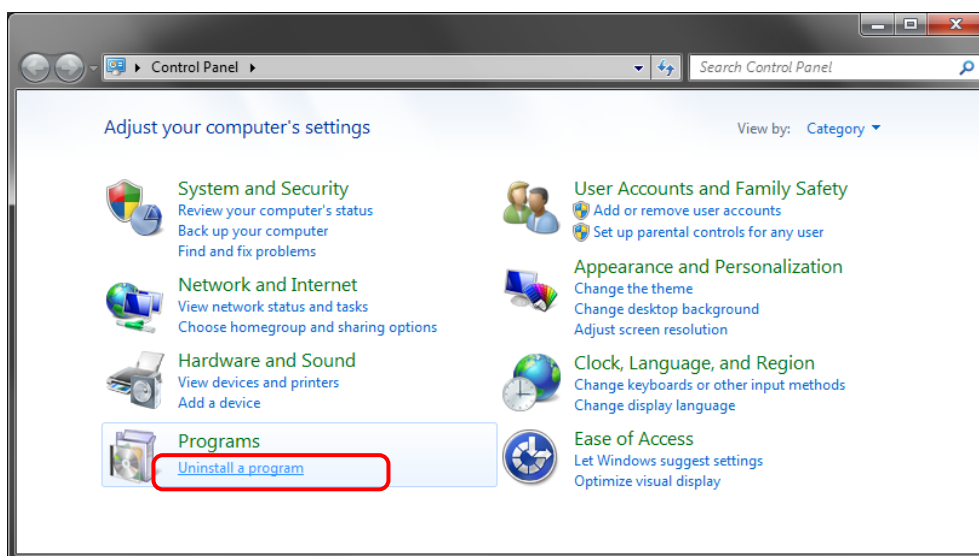 Control Panel
Search Control Panel
Adjust your computer's settings
View by: Category
System and Security
Review your computer's status
Back up your computer
Find and fix problems
Network and Internet
View network status and tasks
Choose homegroup and sharing options
Hardware and Sound
View devices and printers
Add a device
Programs
Uninstall a program
User Accounts and Family Safety
Add or remove user accounts
Set up parental controls for any user
Appearance and Personalization
Change the theme
Change desktop background
Adjust screen resolution
Clock, Language, and Region
Change keyboards or other input methods
Change display language
Ease of Access
Let Windows suggest settings
Optimize visual display